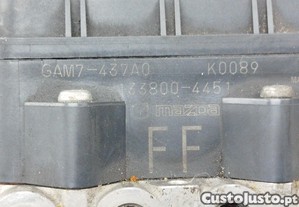 GAM7-437A0 K0089
133800-4451
mazda
FF
CustoJusto.pt